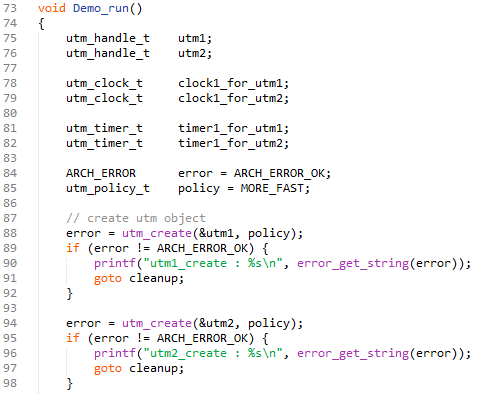 73 void Demo_run()
74 {
75     utm_handle_t    utm1;
76     utm_handle_t    utm2;
77
78     utm_clock_t     clock1_for_utm1;
79     utm_clock_t     clock1_for_utm2;
80
81     utm_timer_t     timer1_for_utm1;
82     utm_timer_t     timer1_for_utm2;
83
84     ARCH_ERROR      error = ARCH_ERROR_OK;
85     utm_policy_t    policy = MORE_FAST;
86
87     // create utm object
88     error = utm_create(&utm1, policy);
89     if (error != ARCH_ERROR_OK) {
90         printf("utm1_create : %s\n", error_get_string(error));
91         goto cleanup;
92     }
93
94     error = utm_create(&utm2, policy);
95     if (error != ARCH_ERROR_OK) {
96         printf("utm2_create : %s\n", error_get_string(error));
97         goto cleanup;
98     }